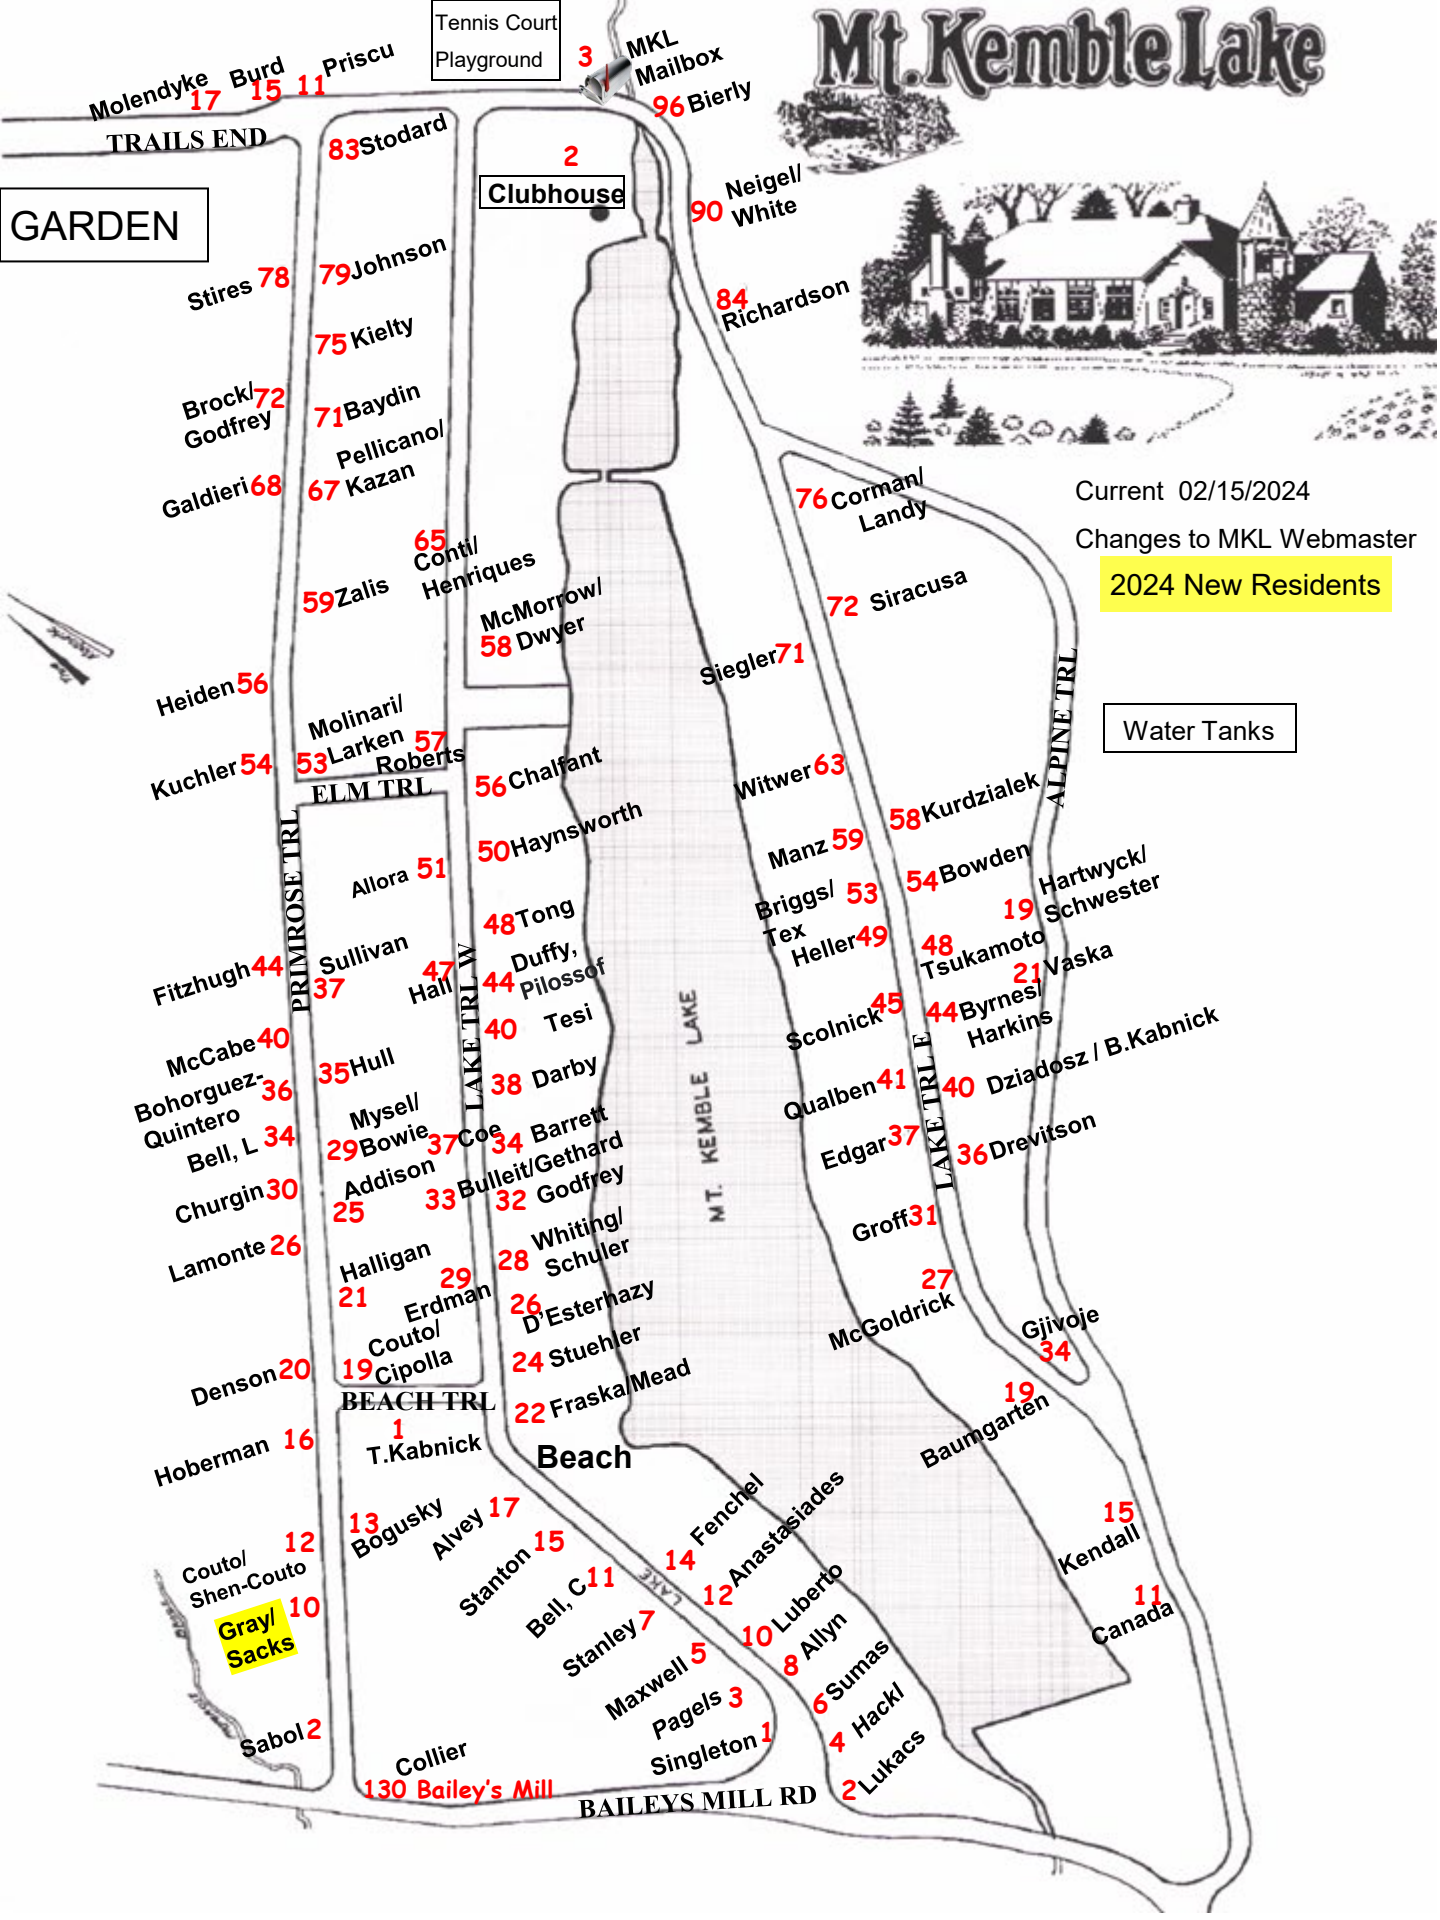 Tennis Court
Playground
3
MKL
Mailbox
Mt. Kemble Lake
Molendyke
17
Burd
15
11
Priscu
96 Bierly
TRAILS END
83 Stodard
2
Clubhouse
GARDEN
90
Neigel/
White
Stires 78
79 Johnson
84
Richardson
75 Kielty
Brock/
Godfrey
72
71 Baydin
Galdieri 68
67
Pellicano/
Kazan
76 Corman/
Landy
Current 02/15/2024
Changes to MKL Webmaster
2024 New Residents
65
Conti/
Henriques
59 Zalis
McMorrow/
58 Dwyer
72 Siracusa
Siegler 71
Heiden 56
ALPINE TRL
Water Tanks
Kuchler 54
Molinari/
53 Larken
57
Roberts
ELM TRL
56 Chalfant
Witwer 63
58 Kurdzialek
PRIMROSE TRL
50 Haynsworth
Manz 59
Allora 51
54 Bowden
Briggs/
Tex
53
19
Hartwyck/
Schwester
48 Tong
Heller 49
48
Tsukamoto
Fitzhugh 44
Sullivan
37
47
Hall
LAKE TRL W
44
Duffy,
Pilossof
21 Vaska
MT. KEMBLE LAKE
45
Scolnick
44 Byrnes/
Harkins
40 Tesi
McCabe 40
35 Hull
38 Darby
LAKE TRL E
Qualben 41
40 Dziadosz / B.Kabnick
Bohorguez-
Quintero
36
Bell, L 34
Mysel/
29 Bowie
37 Coe
34 Barrett
Edgar 37
36 Drevitson
Churgin 30
Addison
25
33 Bulleit/Gethard
32 Godfrey
Groff 31
Lamonte 26
Halligan
21
29
Erdman
28
Whiting/
Schuler
27
McGoldrick
26
D'Esterhazy
Gjivoje
34
Denson 20
19
Couto/
Cipolla
24 Stuehler
BEACH TRL
22 Fraska/Mead
19
Baumgarten
1
T.Kabnick
Hoberman 16
Beach
12
Couto/
Shen-Couto
13
Bogusky
Alvey 17
Stanton 15
14
Fenchel
15
Kendall
10
Gray/
Sacks
Bell, C 11
LAKE
12
Anastasiades
11
Canada
Stanley 7
10
Luberto
Maxwell 5
8
Allyn
Sabol 2
Pagels 3
6
Sumas
Singleton 1
4
Hackl
Collier
130 Bailey's Mill
BAILEYS MILL RD
2
Lukacs